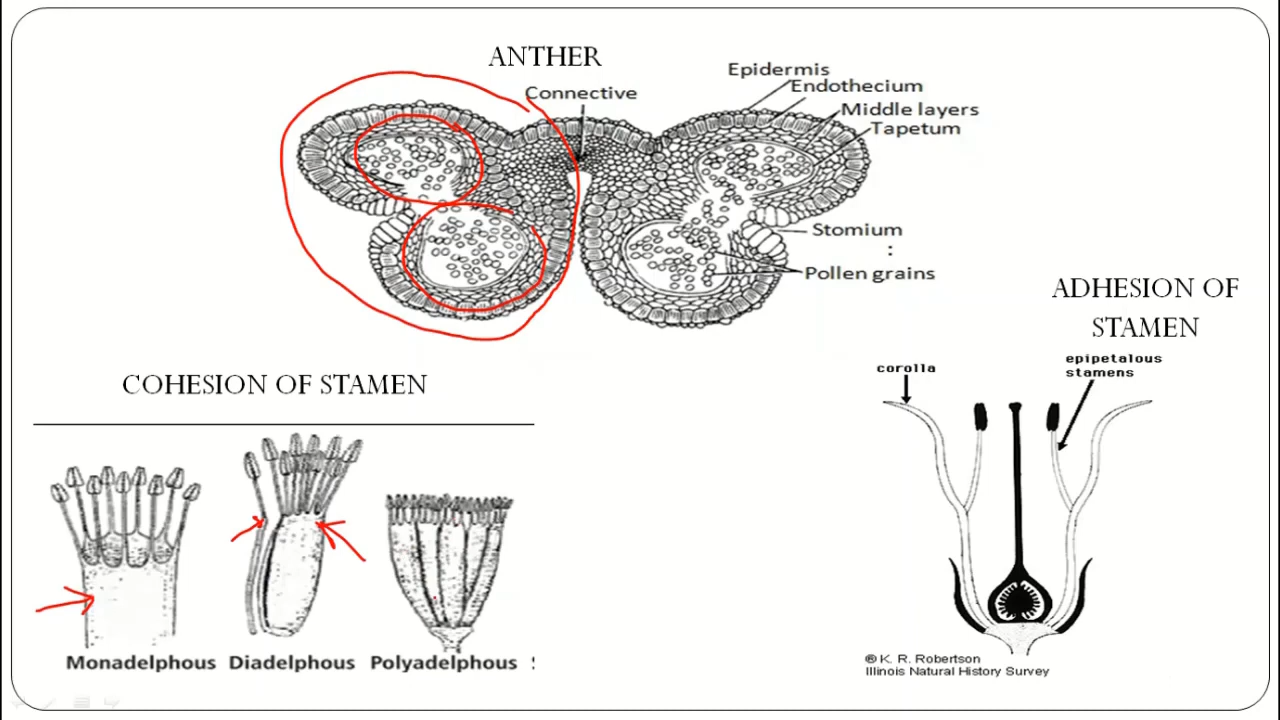 ANTHER
Connective
Epidermis
Endothecium
Middle layers
Tapetum
Stomium
:
Pollen grains
ADHESION OF
STAMEN
epipetalous
stamens
corolla
® K. R. Robertson
Illinois Natural History Survey
COHESION OF STAMEN
Monadelphous Diadelphous Polyadelphous